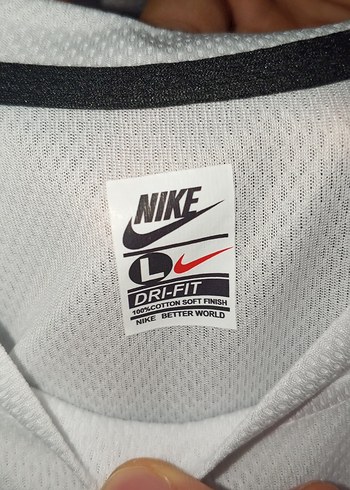 NIKE
L
DRI-FIT
100%COTTON SOFT FINISH
NIKE BETTER WORLD